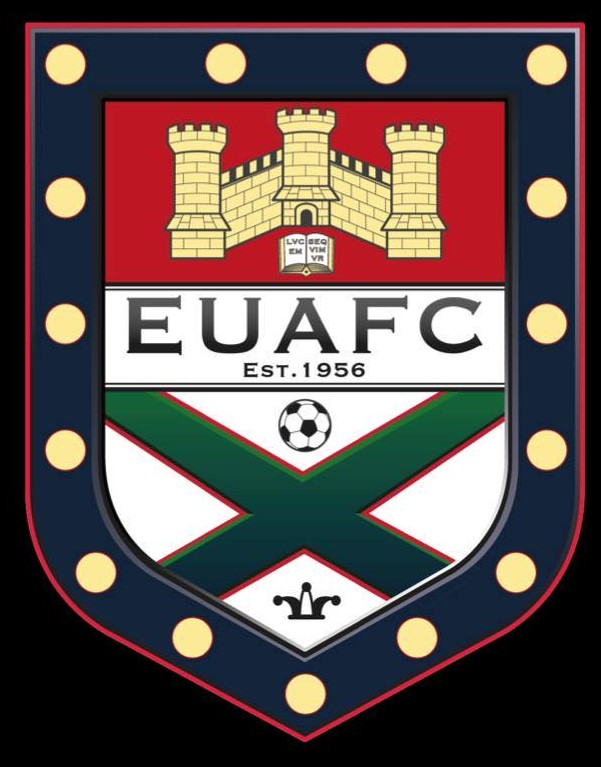 LVC SEQ
EM VIM
VR
EUAFC
EST.1956